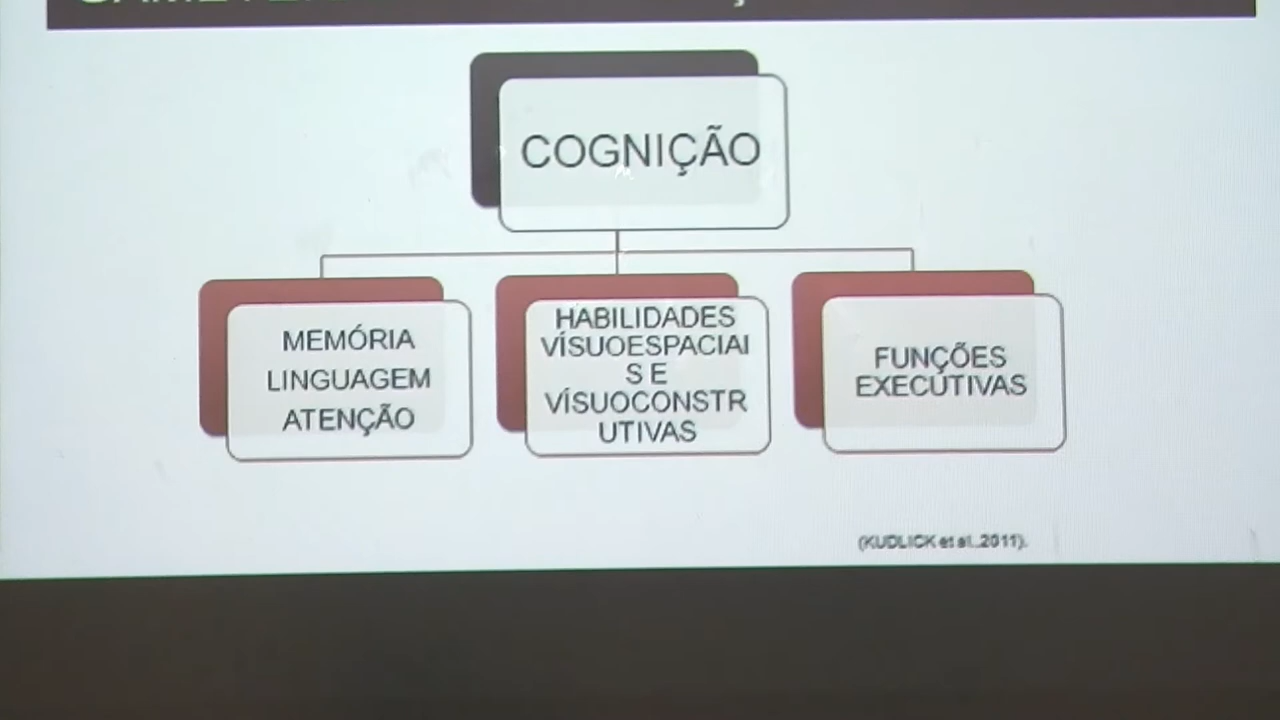 COGNIÇÃO
MEMÓRIA
LINGUAGEM
ATENÇÃO
HABILIDADES
VÍSUOESPACIAI
S E
VÍSUOCONSTR
UTIVAS
FUNÇÕES
EXECUTIVAS
(KUDLICK et al.,2011).